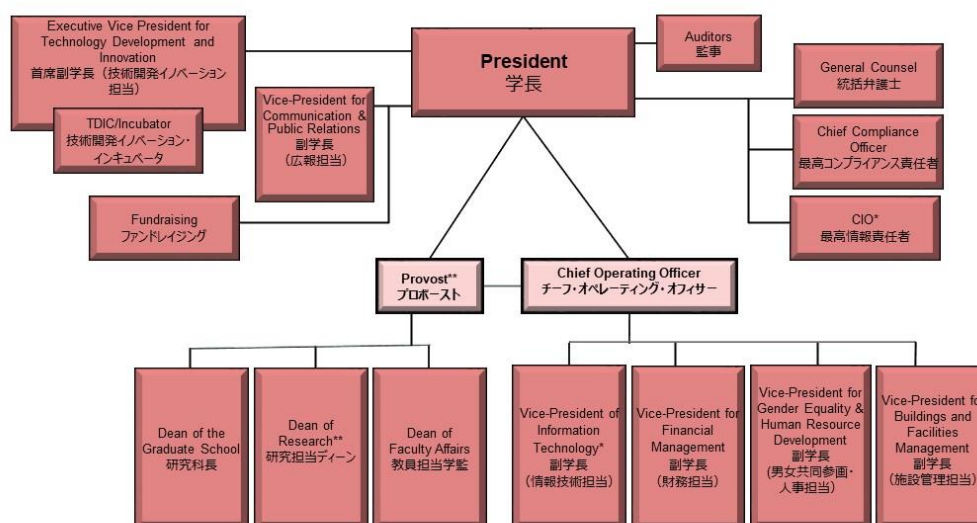 Executive Vice President for
Technology Development and
Innovation
首席副学長（技術開発イノベーション
担当）
TDIC/Incubator
技術開発イノベーション・
インキュベータ
Vice-President for
Communication &
Public Relations
副学長
（広報担当）
Fundraising
ファンドレイジング
President
学長
Auditors
監事
General Counsel
統括弁護士
Chief Compliance
Officer
最高コンプライアンス責任者
CIO*
最高情報責任者
Provost**
プロボースト
Chief Operating Officer
チーフ・オペレーティング・オフィサー
Dean of the
Graduate School
研究科長
Dean of
Research**
研究担当ディーン
Dean of
Faculty Affairs
教員担当学監
Vice-President of
Information
Technology*
副学長
（情報技術担当）
Vice-President for
Financial
Management
副学長
（財務担当）
Vice-President for
Gender Equality &
Human Resource
Development
副学長
（男女共同参画・
人事担当）
Vice-President fo
Buildings and
Facilities
Management
副学長
（施設管理担当）